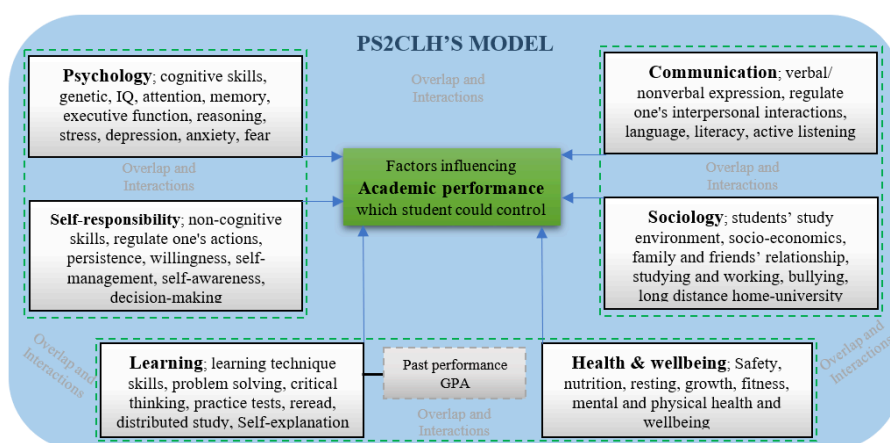 PS2CLH'S MODEL
Psychology; cognitive skills,
genetic, IQ, attention, memory,
executive function, reasoning,
stress, depression, anxiety, fear
Overlap and
Interactions
Communication; verbal/
nonverbal expression, regulate
one's interpersonal interactions,
language, literacy, active listening
Overlap and
Interactions
Factors influencing
Academic performance
which student could control
Overlap and
Interactions
Self-responsibility; non-cognitive
skills, regulate one's actions,
persistence, willingness, self-
management, self-awareness,
decision-making
Sociology; students' study
environment, socio-economics,
family and friends' relationship,
studying and working, bullying,
long distance home-university
Overlap and
Interactions
Learning; learning technique
skills, problem solving, critical
thinking, practice tests, reread,
distributed study, Self-explanation
Past performance
GPA
Overlap and
Interactions
Health & wellbeing; Safety,
nutrition, resting, growth, fitness,
mental and physical health and
wellbeing
Overlap and
Interactions